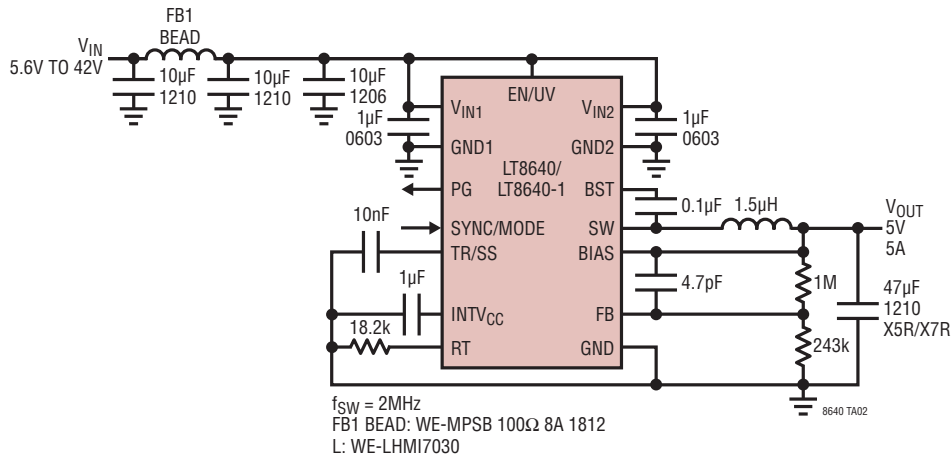 FB1
BEAD
VIN
5.6V TO 42V
10µF
1210
10µF
1210
10µF
1206
EN/UV
VIN1
VIN2
1µF
0603
1µF
0603
GND1
GND2
LT8640/
LT8640-1
PG
BST
0.1µF
1.5µH
VOUT
5V
5A
10nF
SYNC/MODE
SW
TR/SS
BIAS
1µF
4.7pF
1M
47µF
1210
X5R/X7R
INTVCC
FB
18.2k
RT
GND
243k
fSW = 2MHz
FB1 BEAD: WE-MPSB 100Ω 8A 1812
L: WE-LHMI7030
8640 TA02